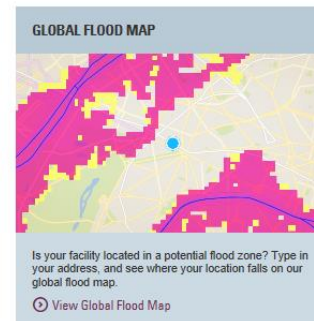 GLOBAL FLOOD MAP
Is your facility located in a potential flood zone? Type in
your address, and see where your location falls on our
global flood map.
View Global Flood Map